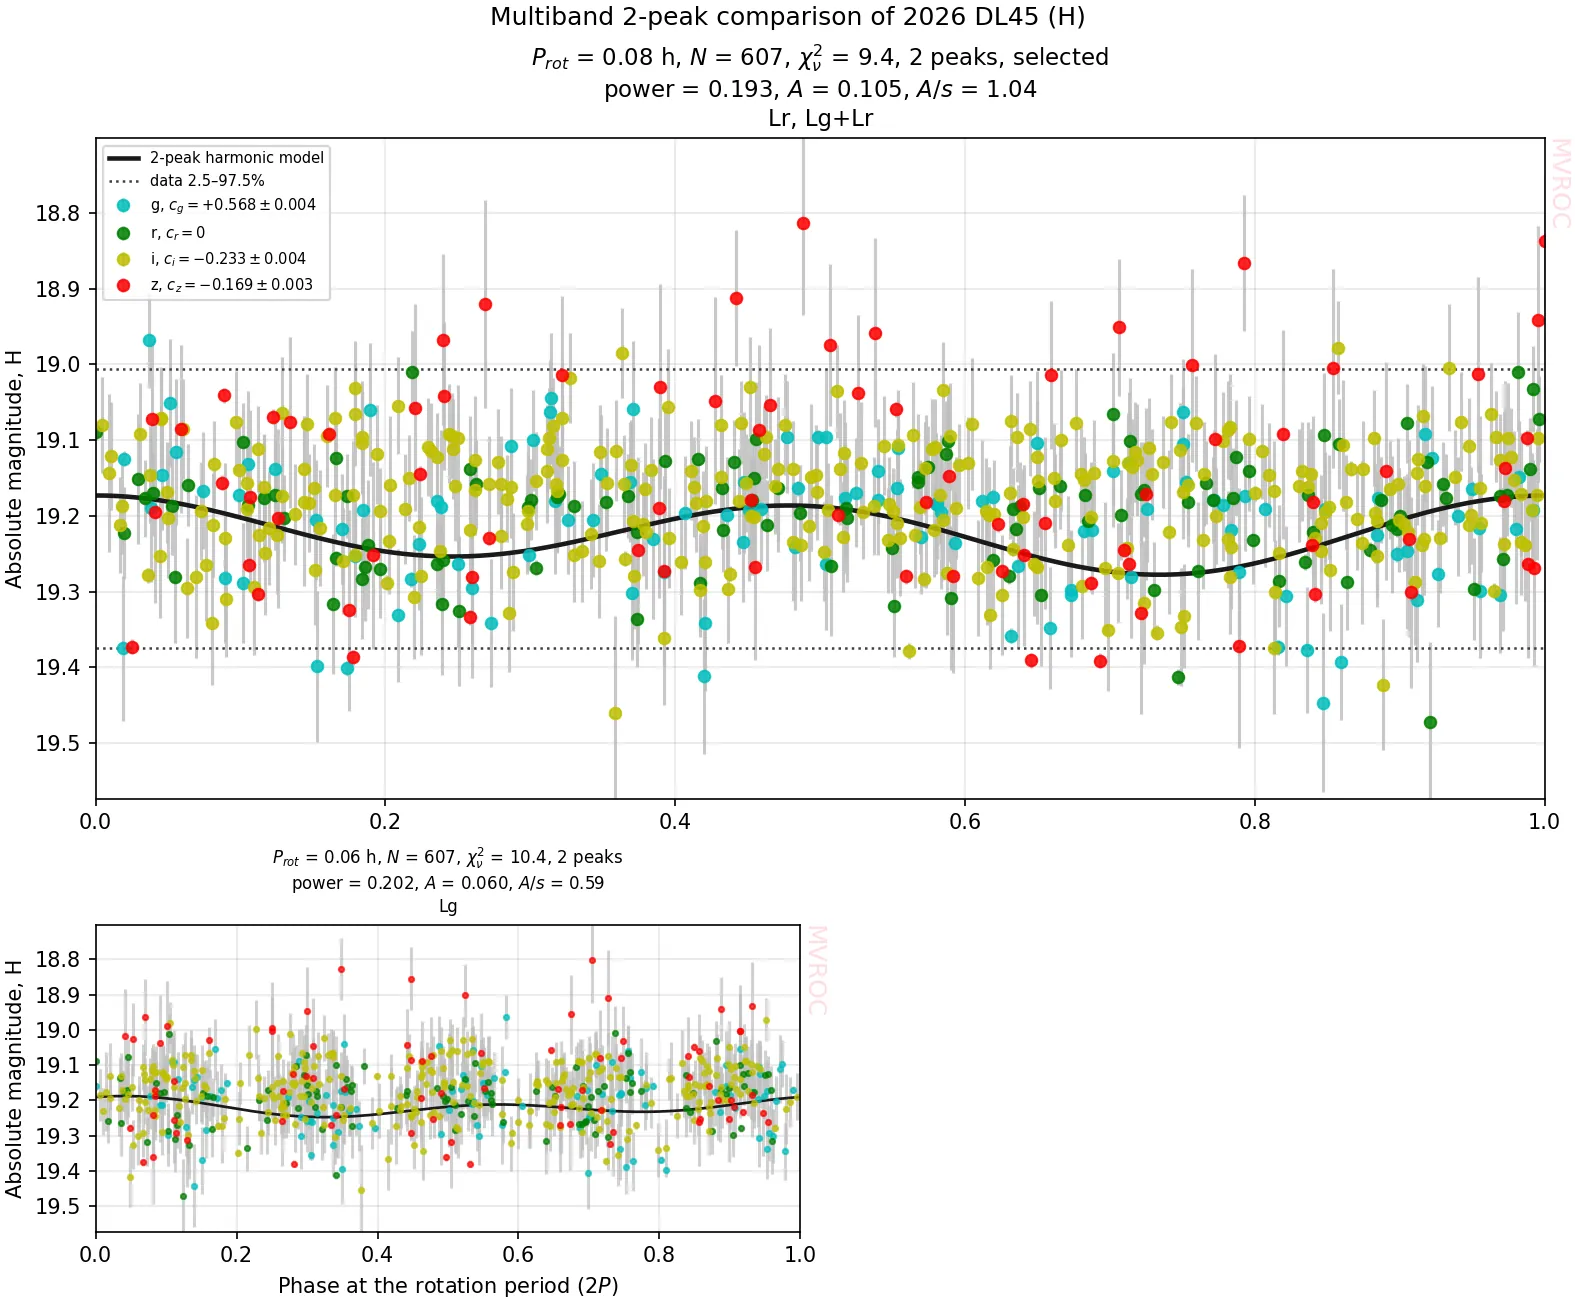 Multiband 2-peak comparison of 2026 DL45 (H)
P_rot = 0.08 h, N = 607, χ²_ν = 9.4, 2 peaks, selected
power = 0.193, A = 0.105, A/s = 1.04
Lr, Lg+Lr
2-peak harmonic model
data 2.5–97.5%
g, c_g = +0.568 ± 0.004
r, c_r = 0
i, c_i = −0.233 ± 0.004
z, c_z = −0.169 ± 0.003
MVROC
Absolute magnitude, H
18.8
18.9
19.0
19.1
19.2
19.3
19.4
19.5
0.0 0.2 0.4 0.6 0.8 1.0
P_rot = 0.06 h, N = 607, χ²_ν = 10.4, 2 peaks
power = 0.202, A = 0.060, A/s = 0.59
Lg
MVROC
Absolute magnitude, H
18.8
18.9
19.0
19.1
19.2
19.3
19.4
19.5
0.0 0.2 0.4 0.6 0.8 1.0
Phase at the rotation period (2P)